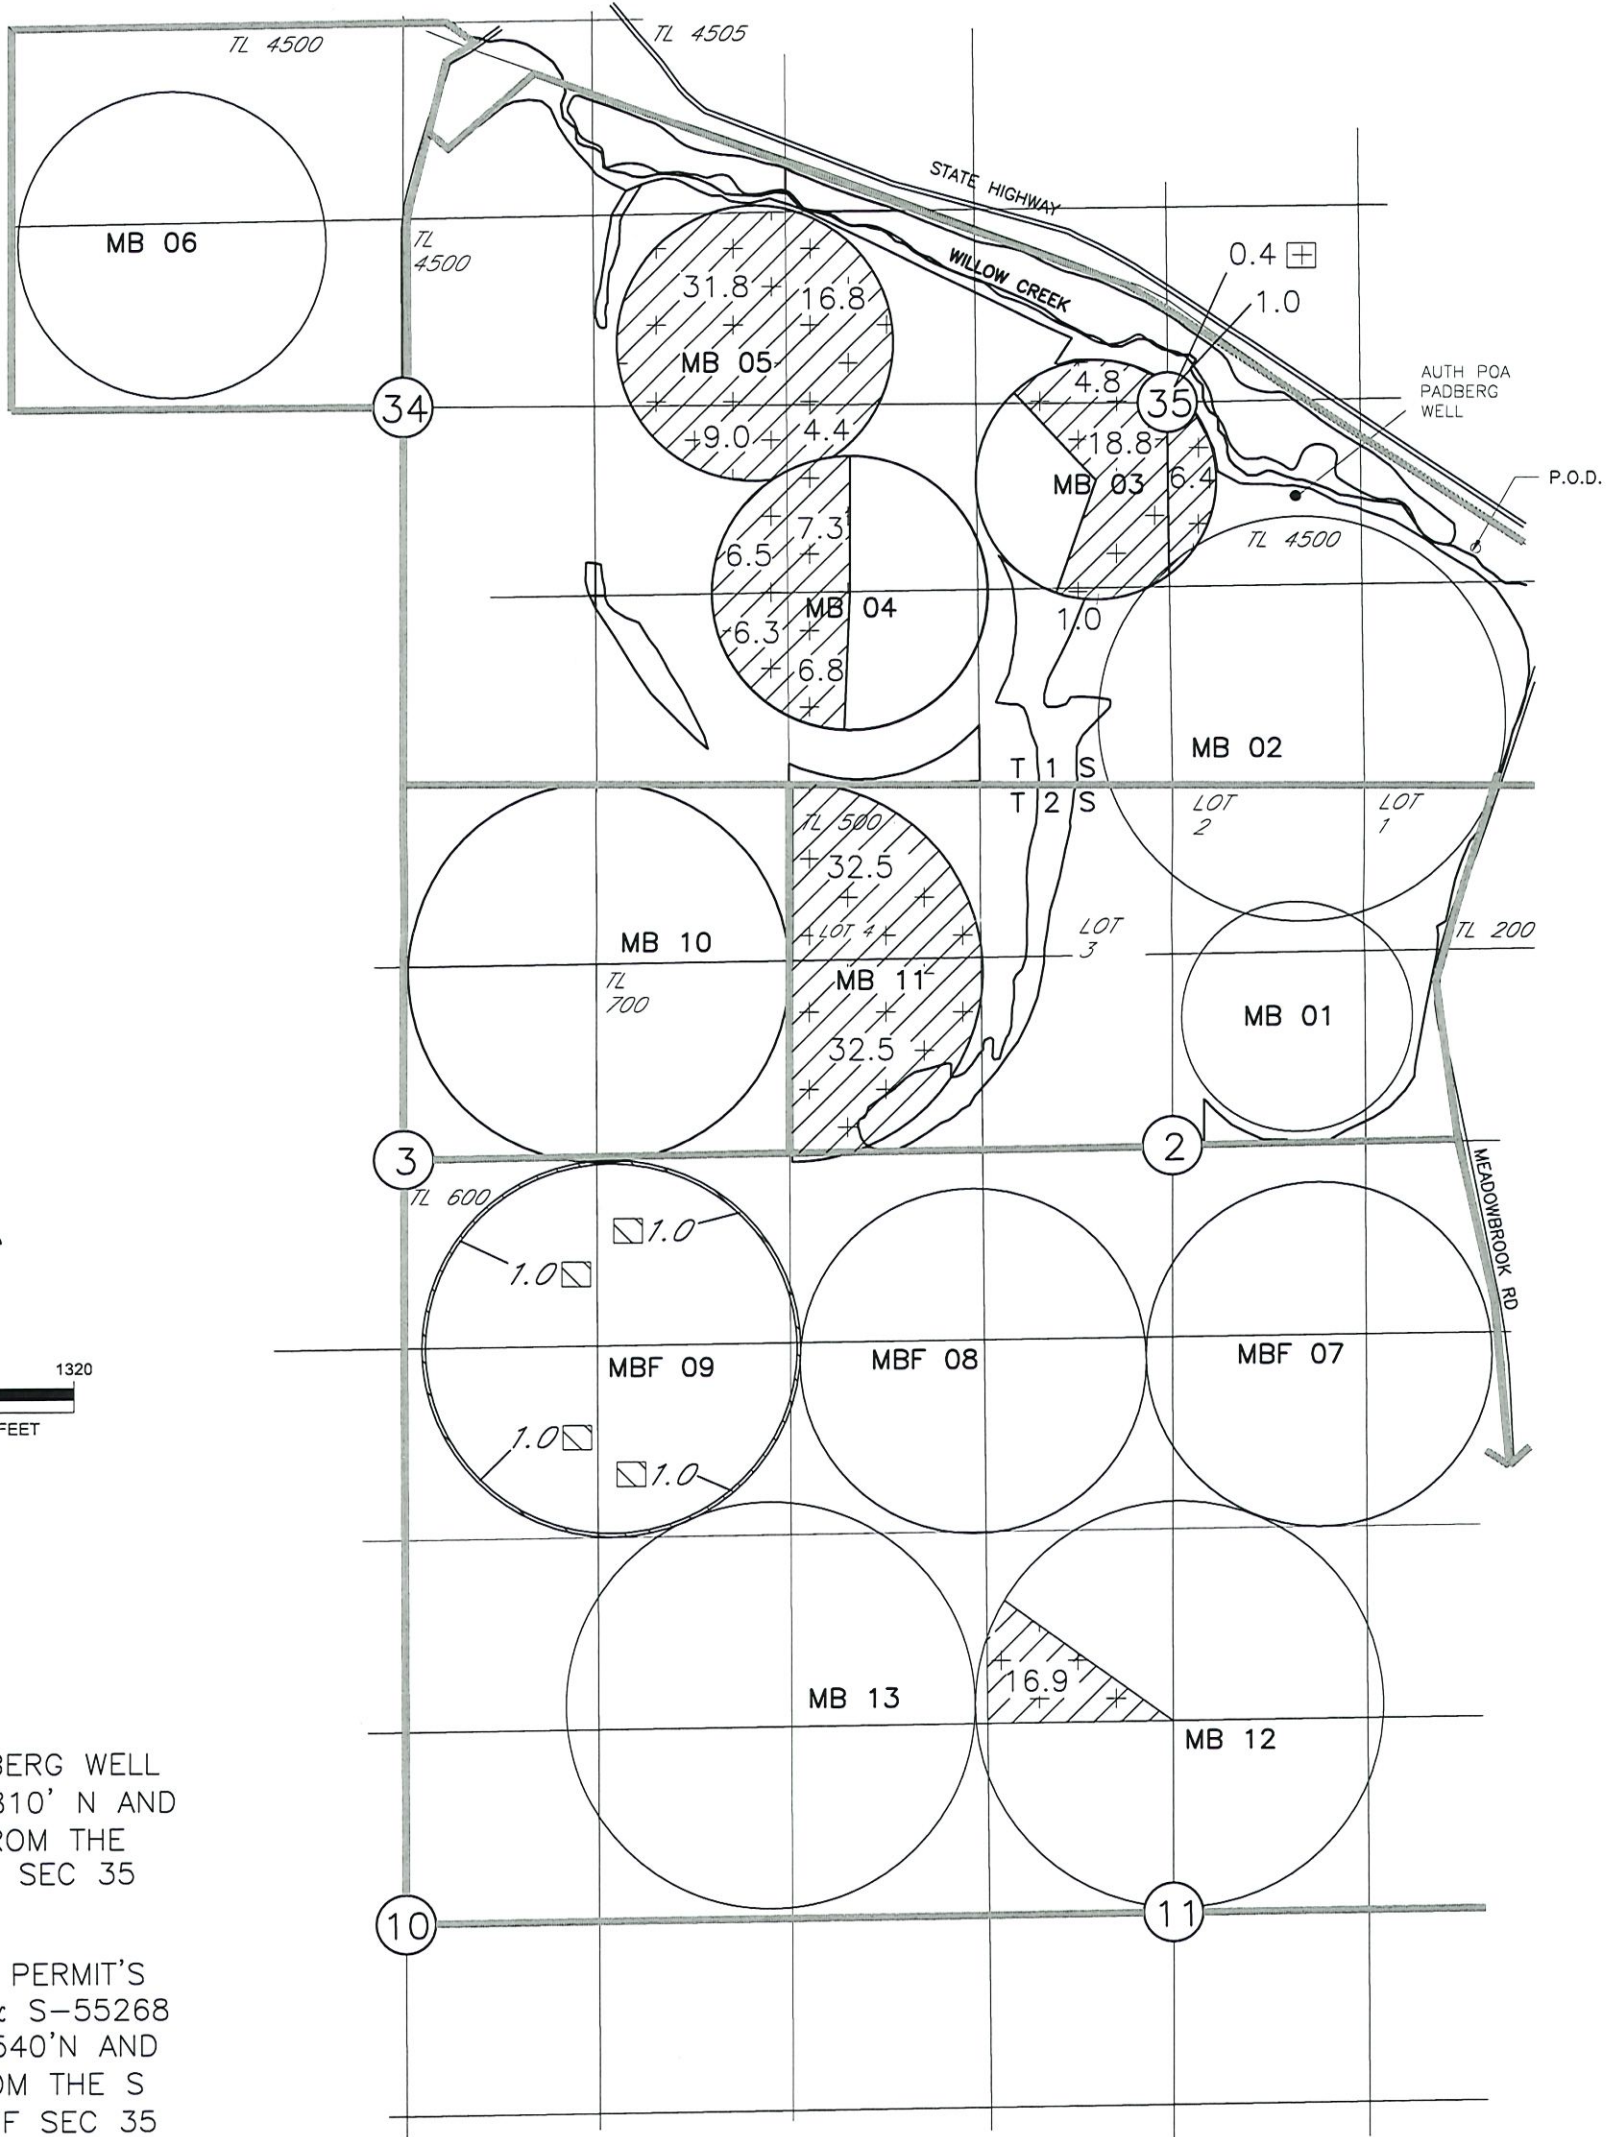 TL 4500
TL 4505
STATE HIGHWAY
MB 06
TL
4500
WILLOW CREEK
0.4
1.0
31.8
16.8
MB 05
9.0
4.4
34
4.8
35
18.8
MB 03
6.4
1.0
AUTH POA
PADBERG
WELL
P.O.D.
TL 4500
7.3
6.5
MB 04
6.3
6.8
MB 02
T 1 S
T 2 S
LOT
2
LOT
1
TL 500
32.5
LOT 4
MB 11
32.5
MB 10
TL
700
LOT
3
TL 200
MB 01
3
2
TL 600
MEADOWBROOK RD
1.0
1.0
MBF 09
MBF 08
MBF 07
1.0
1.0
1320
FEET
MB 13
16.9
MB 12
BERG WELL
810' N AND
ROM THE
SEC 35
10
11
PERMIT'S
& S-55268
540'N AND
OM THE S
F SEC 35